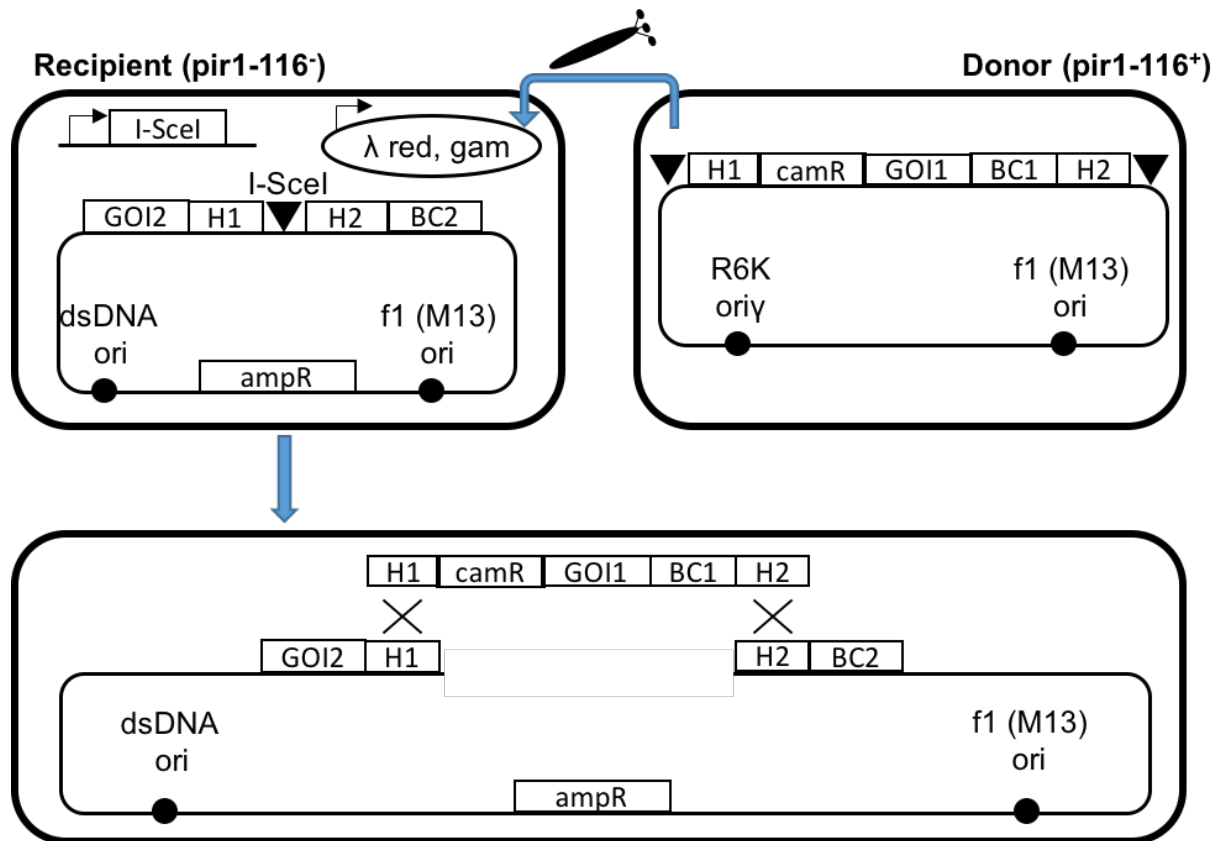 Recipient (pir1-116⁻)
Donor (pir1-116⁺)
I-SceI
λ red, gam
I-SceI
GOI2 H1 H2 BC2
dsDNA
ori
f1 (M13)
ori
ampR
H1 camR GOI1 BC1 H2
R6K
oriγ
f1 (M13)
ori
H1 camR GOI1 BC1 H2
GOI2 H1 H2 BC2
dsDNA
ori
f1 (M13)
ori
ampR